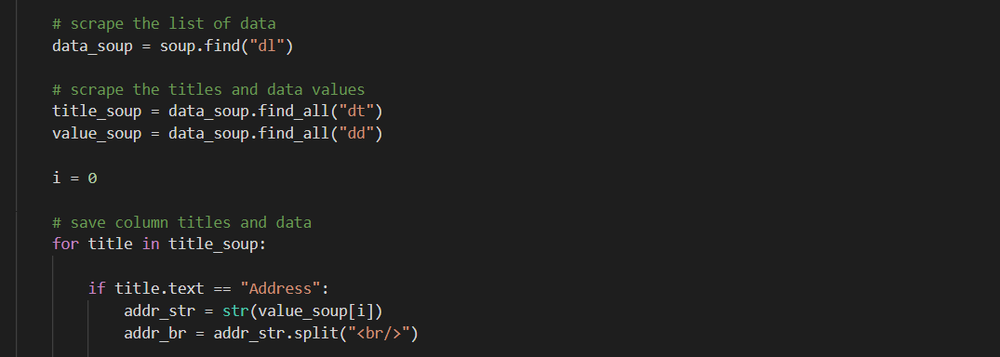 # scrape the list of data
data_soup = soup.find("dl")
# scrape the titles and data values
title_soup = data_soup.find_all("dt")
value_soup = data_soup.find_all("dd")
i = 0
# save column titles and data
for title in title_soup:
if title.text == "Address":
addr_str = str(value_soup[i])
addr_br = addr_str.split("<br/>")